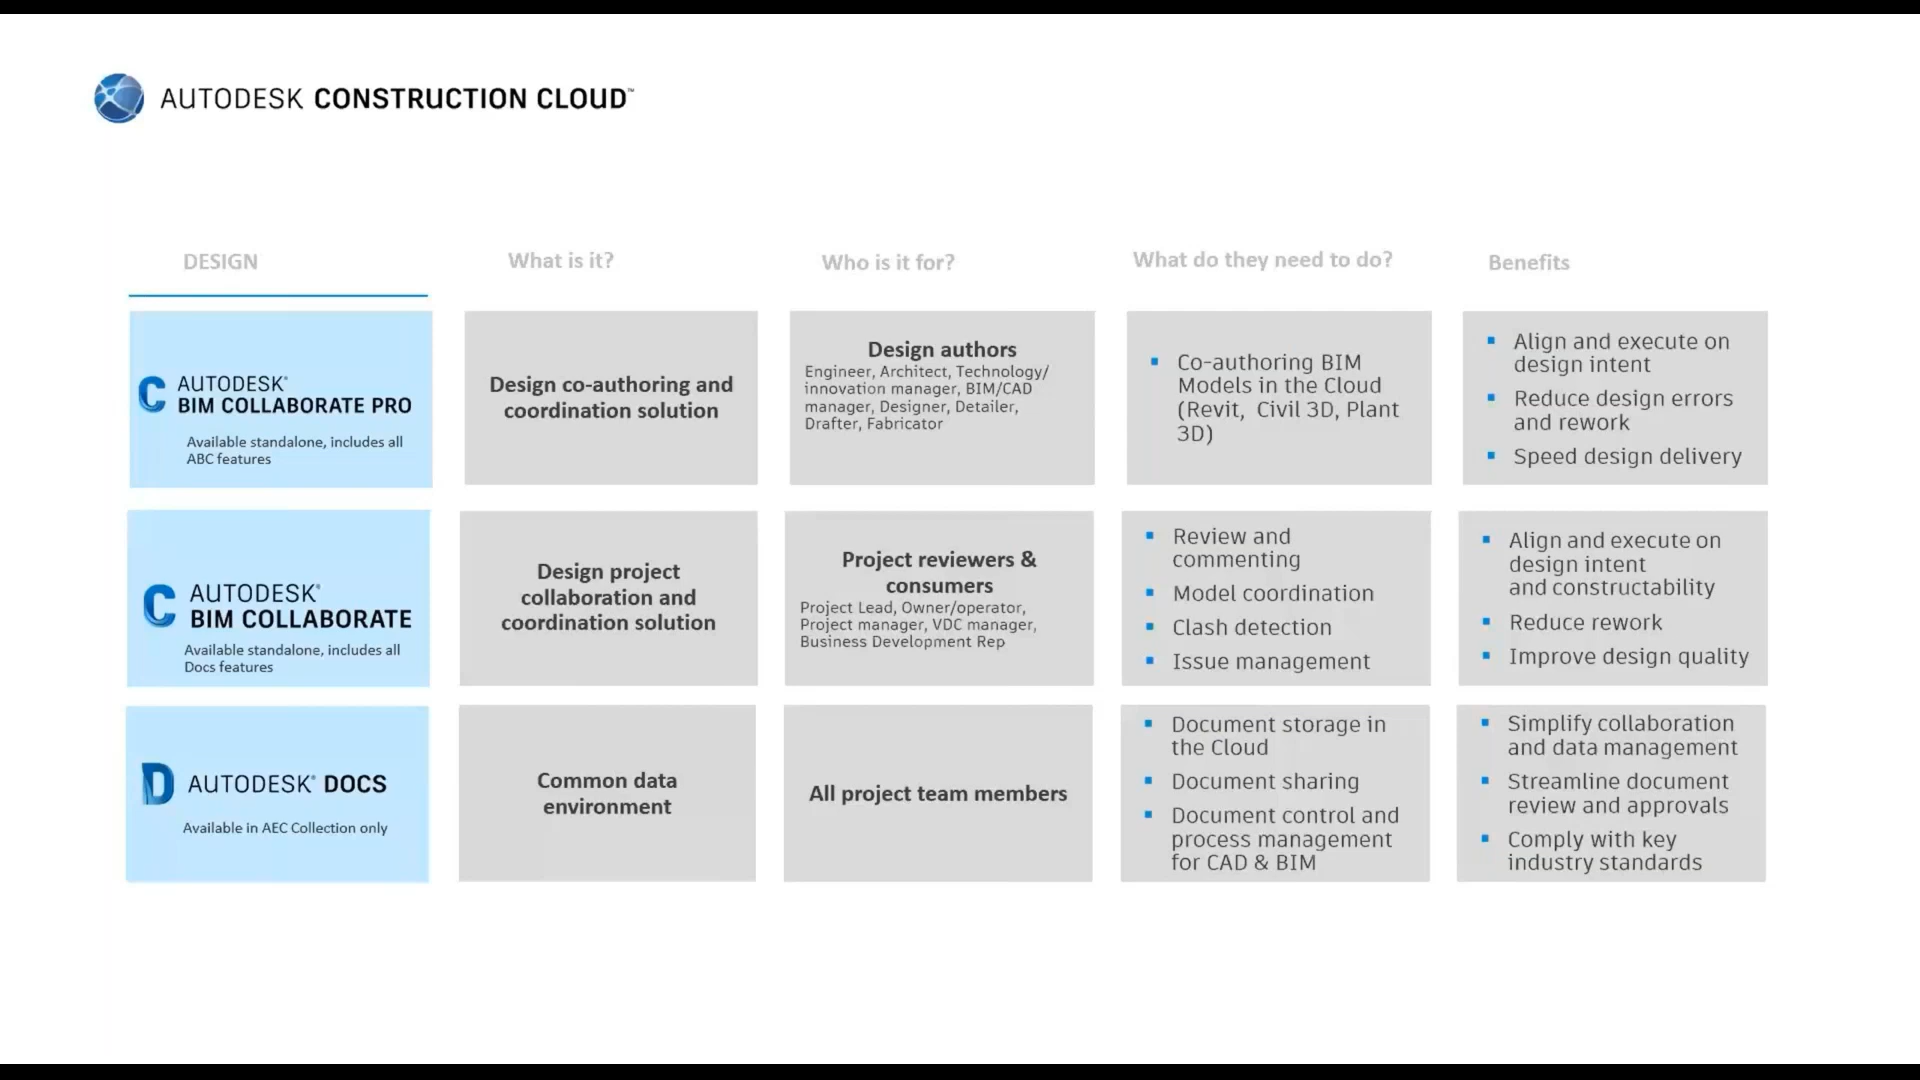 AUTODESK CONSTRUCTION CLOUD™
DESIGN
What is it?
Who is it for?
What do they need to do?
Benefits
AUTODESK®
BIM COLLABORATE PRO
Available standalone, includes all
ABC features
Design co-authoring and
coordination solution
Design authors
Engineer, Architect, Technology/
innovation manager, BIM/CAD
manager, Designer, Detailer,
Drafter, Fabricator
▪ Co-authoring BIM
Models in the Cloud
(Revit, Civil 3D, Plant
3D)
▪ Align and execute on
design intent
▪ Reduce design errors
and rework
▪ Speed design delivery
AUTODESK®
BIM COLLABORATE
Available standalone, includes all
Docs features
Design project
collaboration and
coordination solution
Project reviewers &
consumers
Project Lead, Owner/operator,
Project manager, VDC manager,
Business Development Rep
▪ Review and
commenting
▪ Model coordination
▪ Clash detection
▪ Issue management
▪ Align and execute on
design intent
and constructability
▪ Reduce rework
▪ Improve design quality
AUTODESK® DOCS
Available in AEC Collection only
Common data
environment
All project team members
▪ Document storage in
the Cloud
▪ Document sharing
▪ Document control and
process management
for CAD & BIM
▪ Simplify collaboration
and data management
▪ Streamline document
review and approvals
▪ Comply with key
industry standards